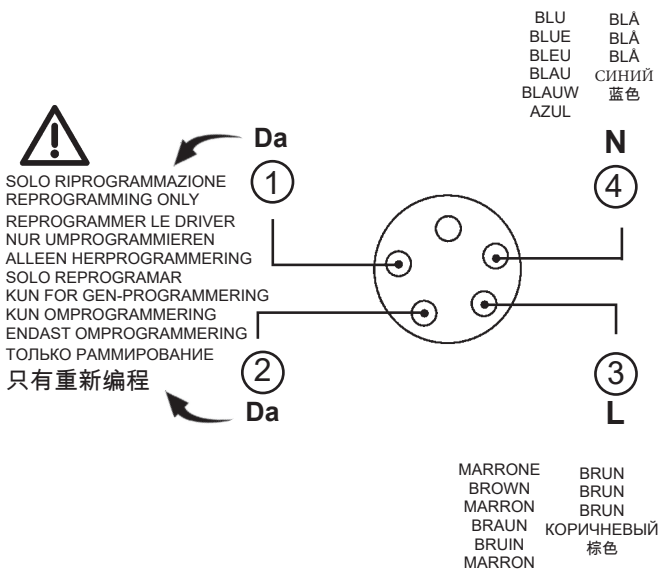 BLU
BLUE
BLEU
BLAU
BLAUW
AZUL
BLÅ
BLÅ
BLÅ
СИНИЙ
蓝色
N
4
Da
1
SOLO RIPROGRAMMAZIONE
REPROGRAMMING ONLY
REPROGRAMMER LE DRIVER
NUR UMPROGRAMMIEREN
ALLEEN HERPROGRAMMERING
SOLO REPROGRAMAR
KUN FOR GEN-PROGRAMMERING
KUN OMPROGRAMMERING
ENDAST OMPROGRAMMERING
ТОЛЬКО РАММИРОВАНИЕ
只有重新编程
2
Da
3
L
MARRONE
BROWN
MARRON
BRAUN
BRUIN
MARRON
BRUN
BRUN
BRUN
КОРИЧНЕВЫЙ
棕色